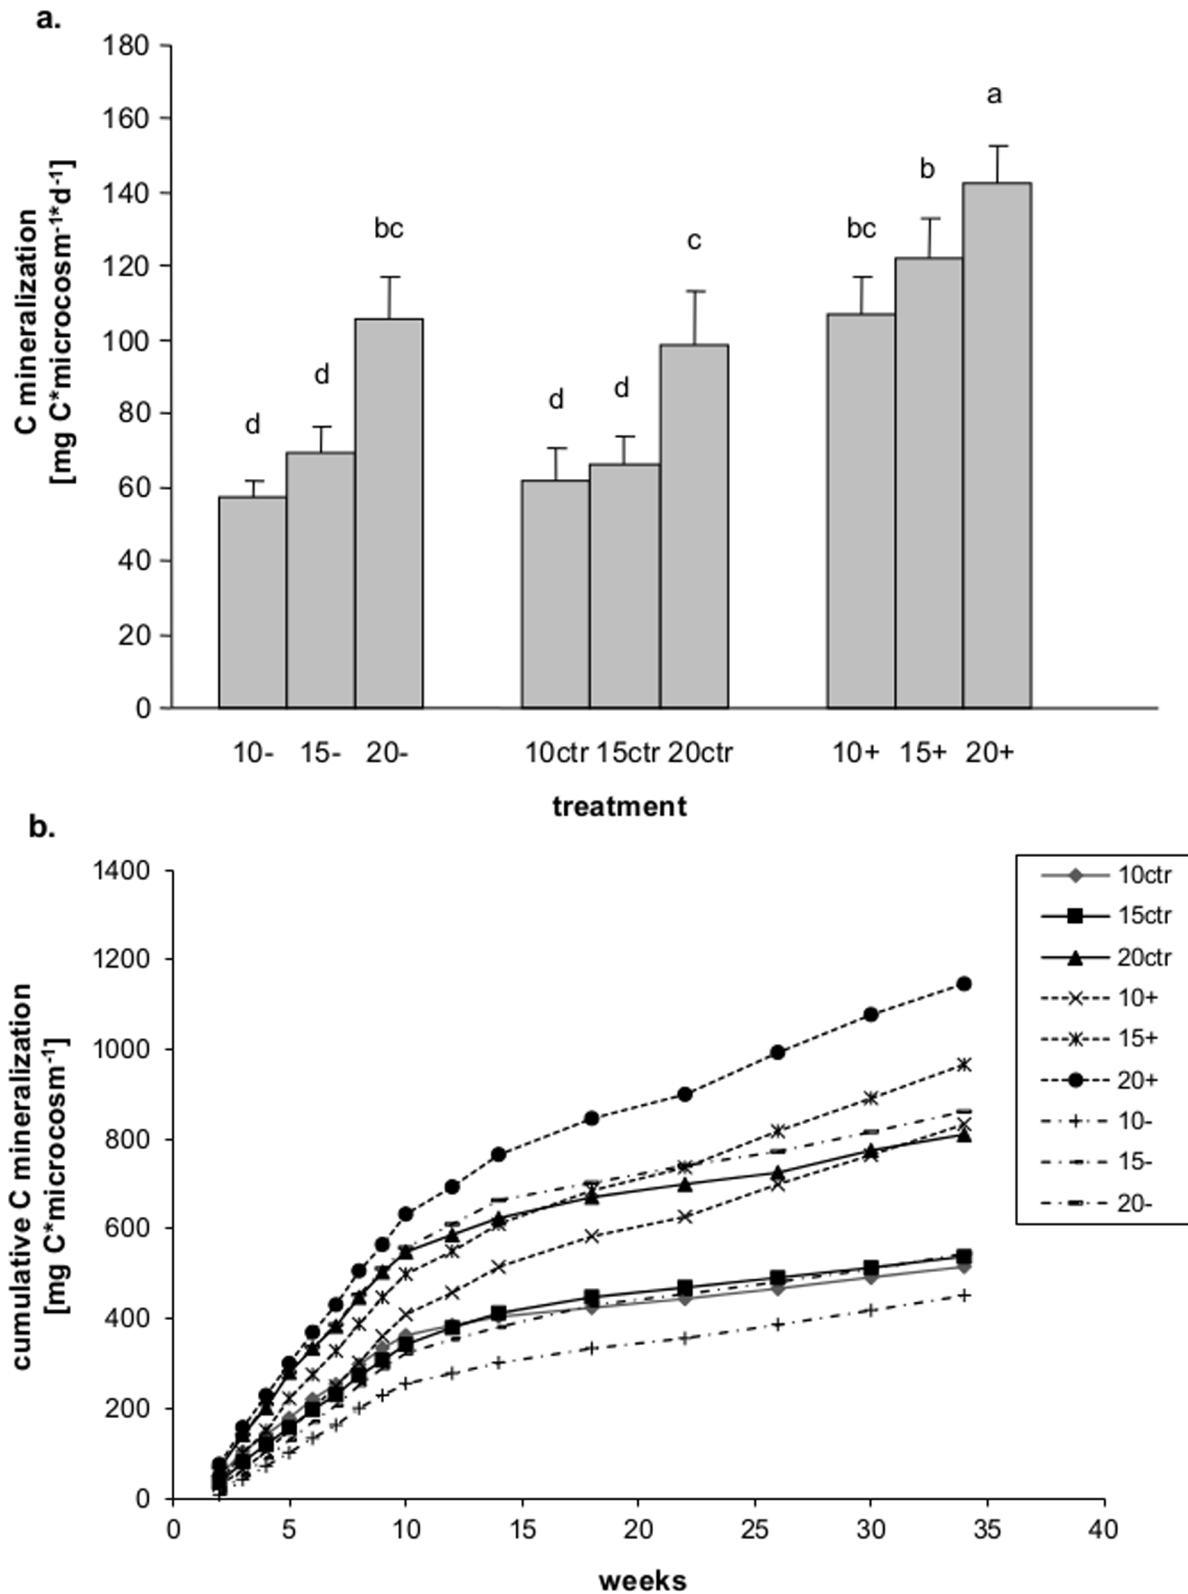 a.
180
160
140
120
100
80
60
40
20
0
C mineralization
[mg C*microcosm-1*d-1]
d
d
bc
d
d
c
bc
b
a
10- 15- 20- 10ctr 15ctr 20ctr 10+ 15+ 20+
treatment
b.
1400
1200
1000
800
600
400
200
0
cumulative C mineralization
[mg C*microcosm-1]
0 5 10 15 20 25 30 35 40
weeks
10ctr
15ctr
20ctr
10+
15+
20+
10-
15-
20-